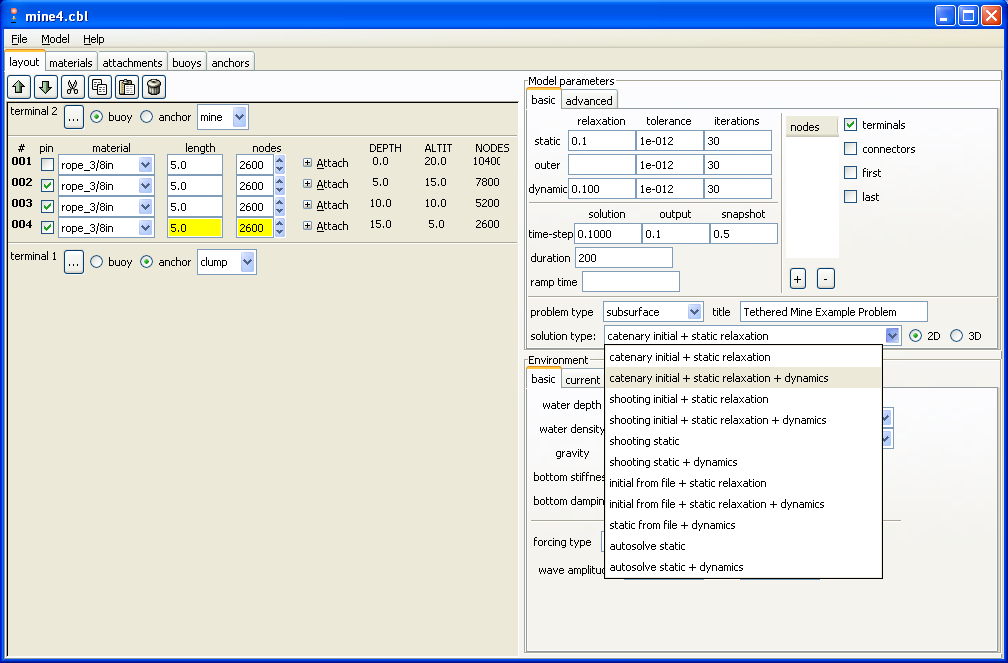 mine4.cbl
File Model Help
layout materials attachments buoys anchors
terminal 2 ... buoy anchor mine
# pin material length nodes DEPTH ALTIT NODES
001 rope_3/8in 5.0 2600 Attach 0.0 20.0 1040
002 rope_3/8in 5.0 2600 Attach 5.0 15.0 7800
003 rope_3/8in 5.0 2600 Attach 10.0 10.0 5200
004 rope_3/8in 5.0 2600 Attach 15.0 5.0 2600
terminal 1 ... buoy anchor clump
Model parameters
basic advanced
relaxation tolerance iterations
static 0.1 1e-012 30
outer 1e-012 30
dynamic 0.100 1e-012 30
solution output snapshot
time-step 0.1000 0.1 0.5
duration 200
ramp time
nodes
terminals
connectors
first
last
+ -
problem type subsurface title Tethered Mine Example Problem
solution type: catenary initial + static relaxation 2D 3D
catenary initial + static relaxation
catenary initial + static relaxation + dynamics
shooting initial + static relaxation
shooting initial + static relaxation + dynamics
shooting static
shooting static + dynamics
initial from file + static relaxation
initial from file + static relaxation + dynamics
static from file + dynamics
autosolve static
autosolve static + dynamics
Environment
basic current
water depth
water density
gravity
bottom stiffnes
bottom dampin
forcing type
wave amplitu